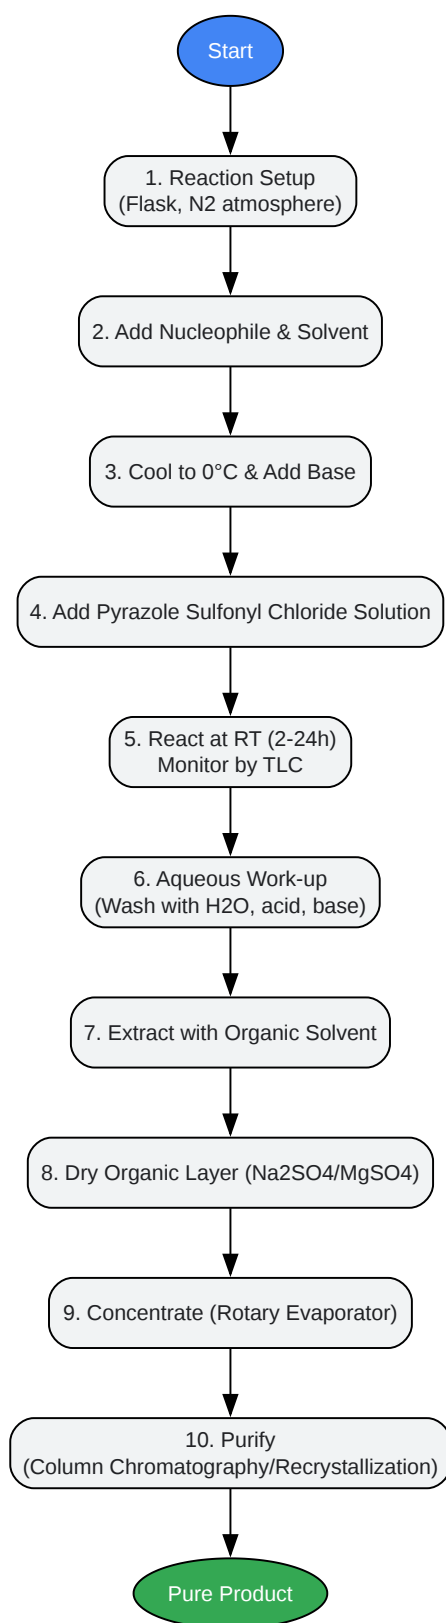 Start
1. Reaction Setup
(Flask, N2 atmosphere)
2. Add Nucleophile & Solvent
3. Cool to 0°C & Add Base
4. Add Pyrazole Sulfonyl Chloride Solution
5. React at RT (2-24h)
Monitor by TLC
6. Aqueous Work-up
(Wash with H2O, acid, base)
7. Extract with Organic Solvent
8. Dry Organic Layer (Na2SO4/MgSO4)
9. Concentrate (Rotary Evaporator)
10. Purify
(Column Chromatography/Recrystallization)
Pure Product